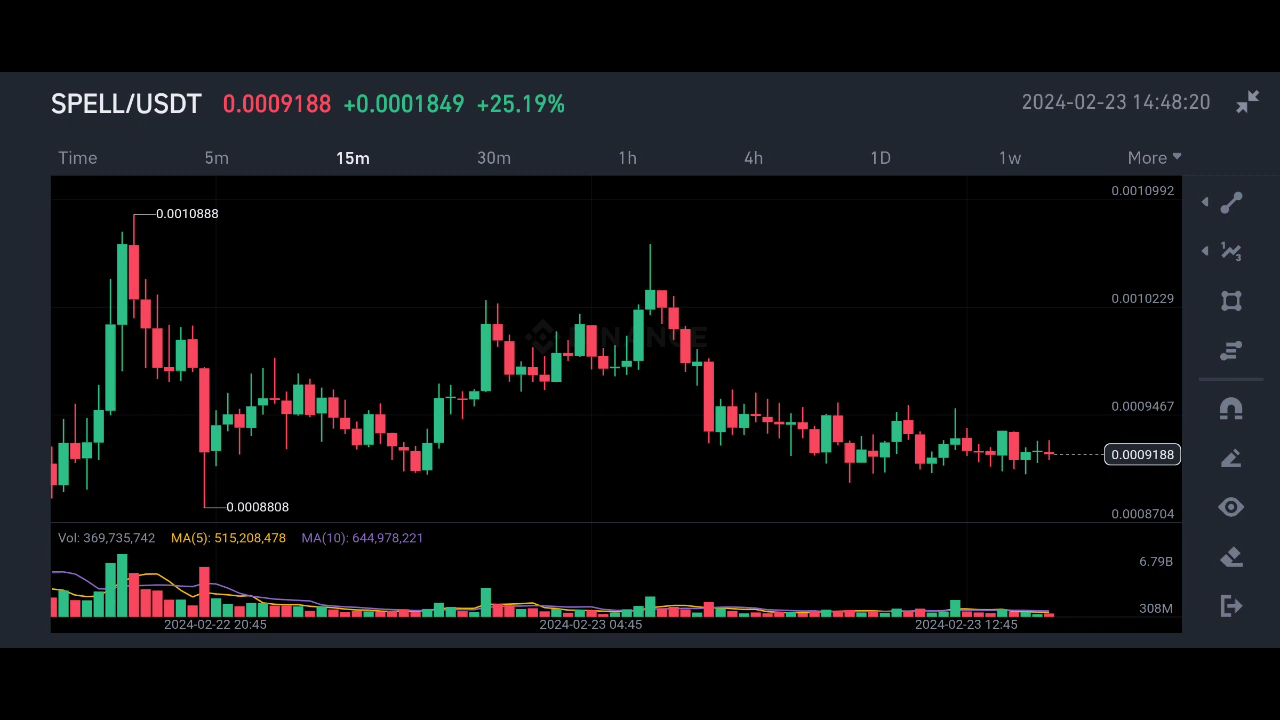 SPELL/USDT 0.0009188 +0.0001849 +25.19% 2024-02-23 14:48:20
Time 5m 15m 30m 1h 4h 1D 1w More
0.0010992
0.0010888
0.0010229
BINANCE
0.0009467
0.0009188
0.0008808
0.0008704
Vol: 369,735,742 MA(5): 515,208,478 MA(10): 644,978,221
6.79B
308M
2024-02-22 20:45 2024-02-23 04:45 2024-02-23 12:45